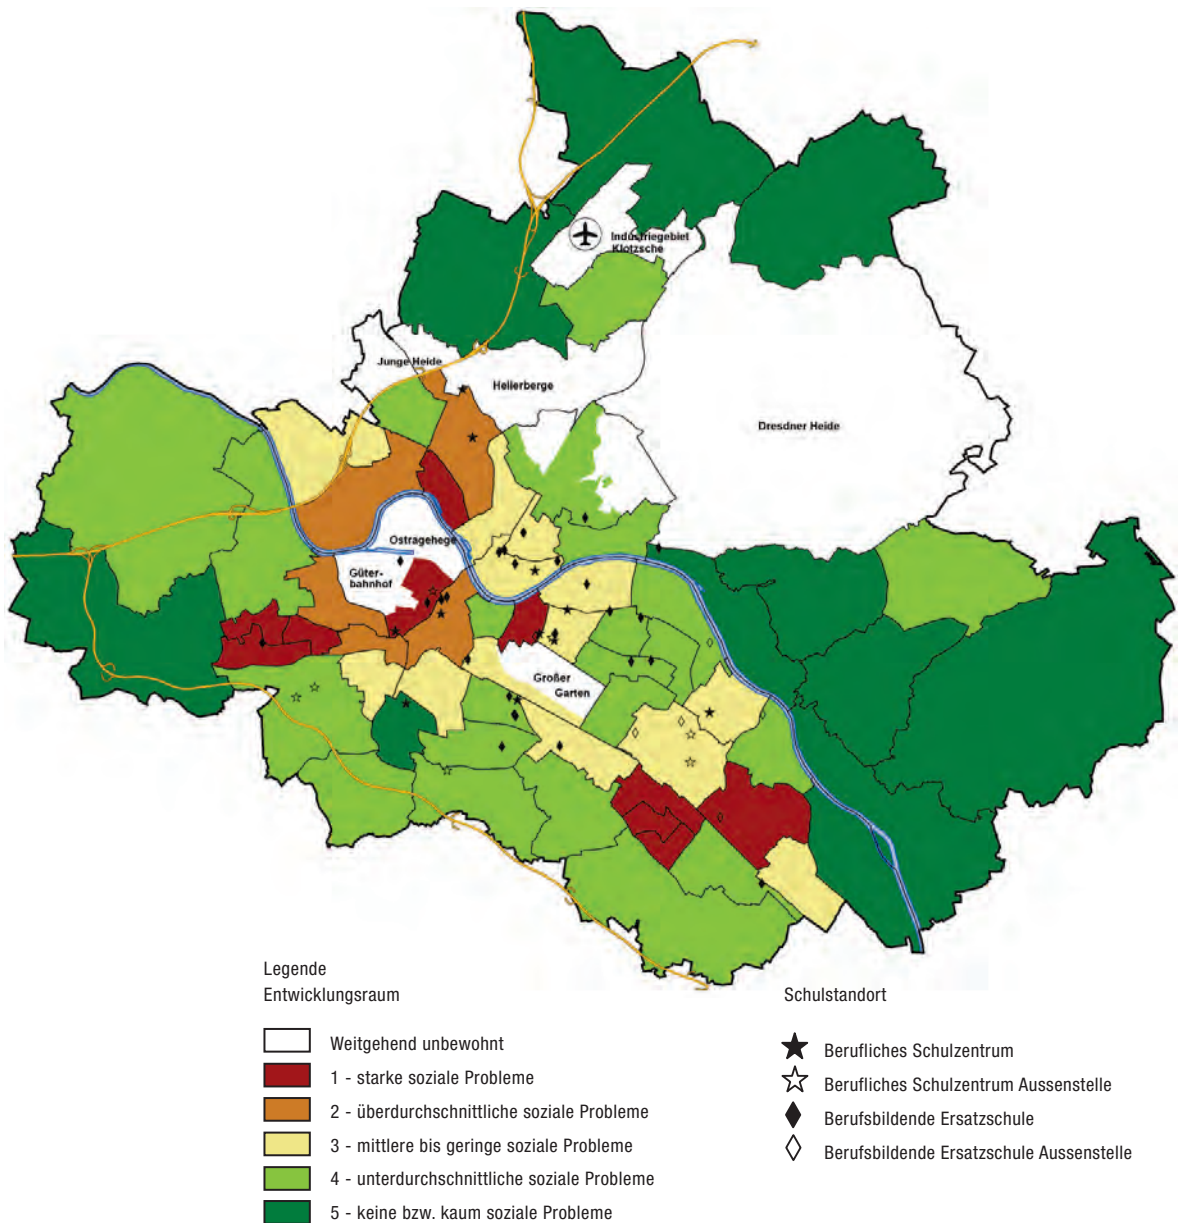 Industriegebiet
Klotzsche
Junge Heide
Hellerberge
Dresdner Heide
Ostragehege
Güter-
bahnhof
Großer
Garten
Legende
Entwicklungsraum
Weitgehend unbewohnt
1 - starke soziale Probleme
2 - überdurchschnittliche soziale Probleme
3 - mittlere bis geringe soziale Probleme
4 - unterdurchschnittliche soziale Probleme
5 - keine bzw. kaum soziale Probleme
Schulstandort
Berufliches Schulzentrum
Berufliches Schulzentrum Aussenstelle
Berufsbildende Ersatzschule
Berufsbildende Ersatzschule Aussenstelle